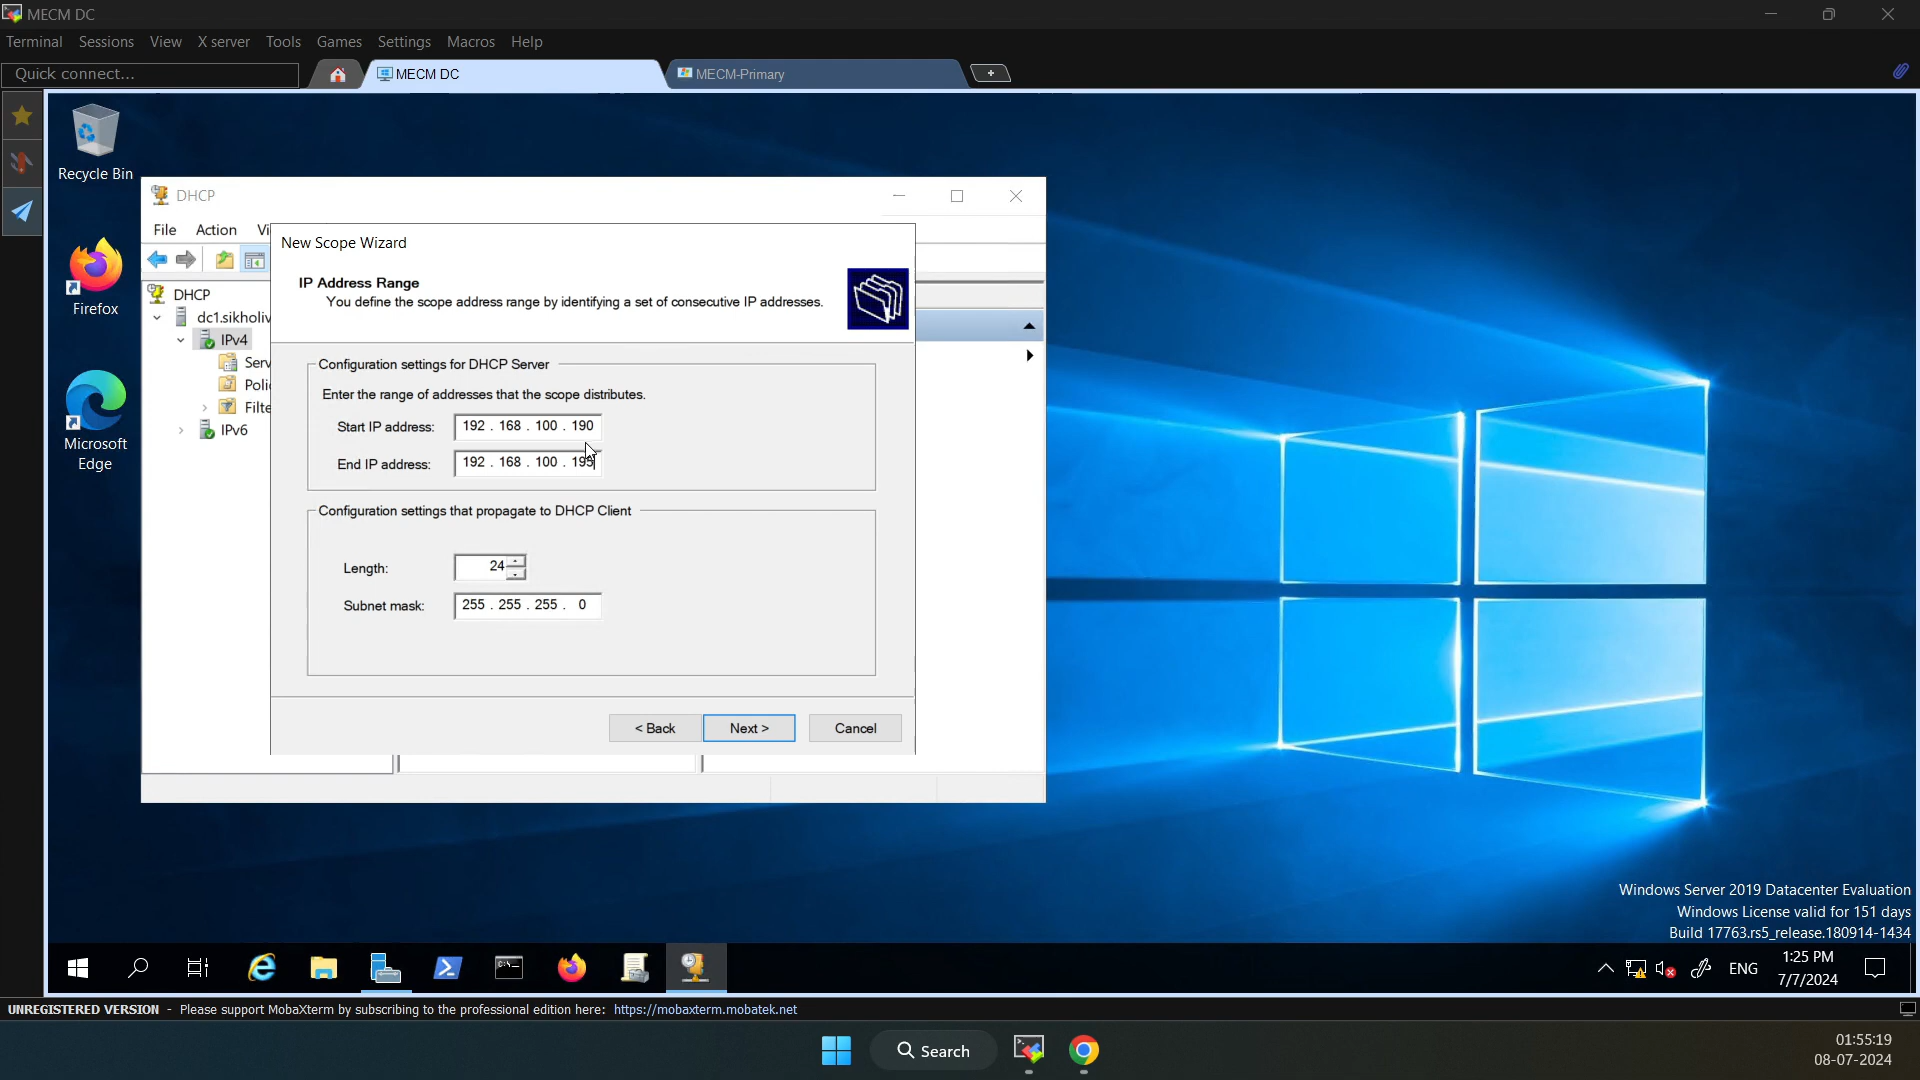 MECM DC
Terminal Sessions View X server Tools Games Settings Macros Help
Quick connect...
MECM DC
MECM-Primary
+
Recycle Bin
DHCP
File Action
New Scope Wizard
IP Address Range
You define the scope address range by identifying a set of consecutive IP addresses.
DHCP
Firefox
IPv4
IPv6
Configuration settings for DHCP Server
Enter the range of addresses that the scope distributes.
Start IP address: 192 . 168 . 100 . 190
End IP address: 192 . 168 . 100 .
Microsoft
Edge
Configuration settings that propagate to DHCP Client
Length: 24
Subnet mask: 255 . 255 . 255 . 0
< Back Next > Cancel
Windows Server 2019 Datacenter Evaluation
Windows License valid for 151 days
Build 17763.rs5_release.180914-1434
ENG
1:25 PM
7/7/2024
UNREGISTERED VERSION - Please support MobaXterm by subscribing to the professional edition here: https://mobaxterm.mobatek.net
Search
01:55:19
08-07-2024